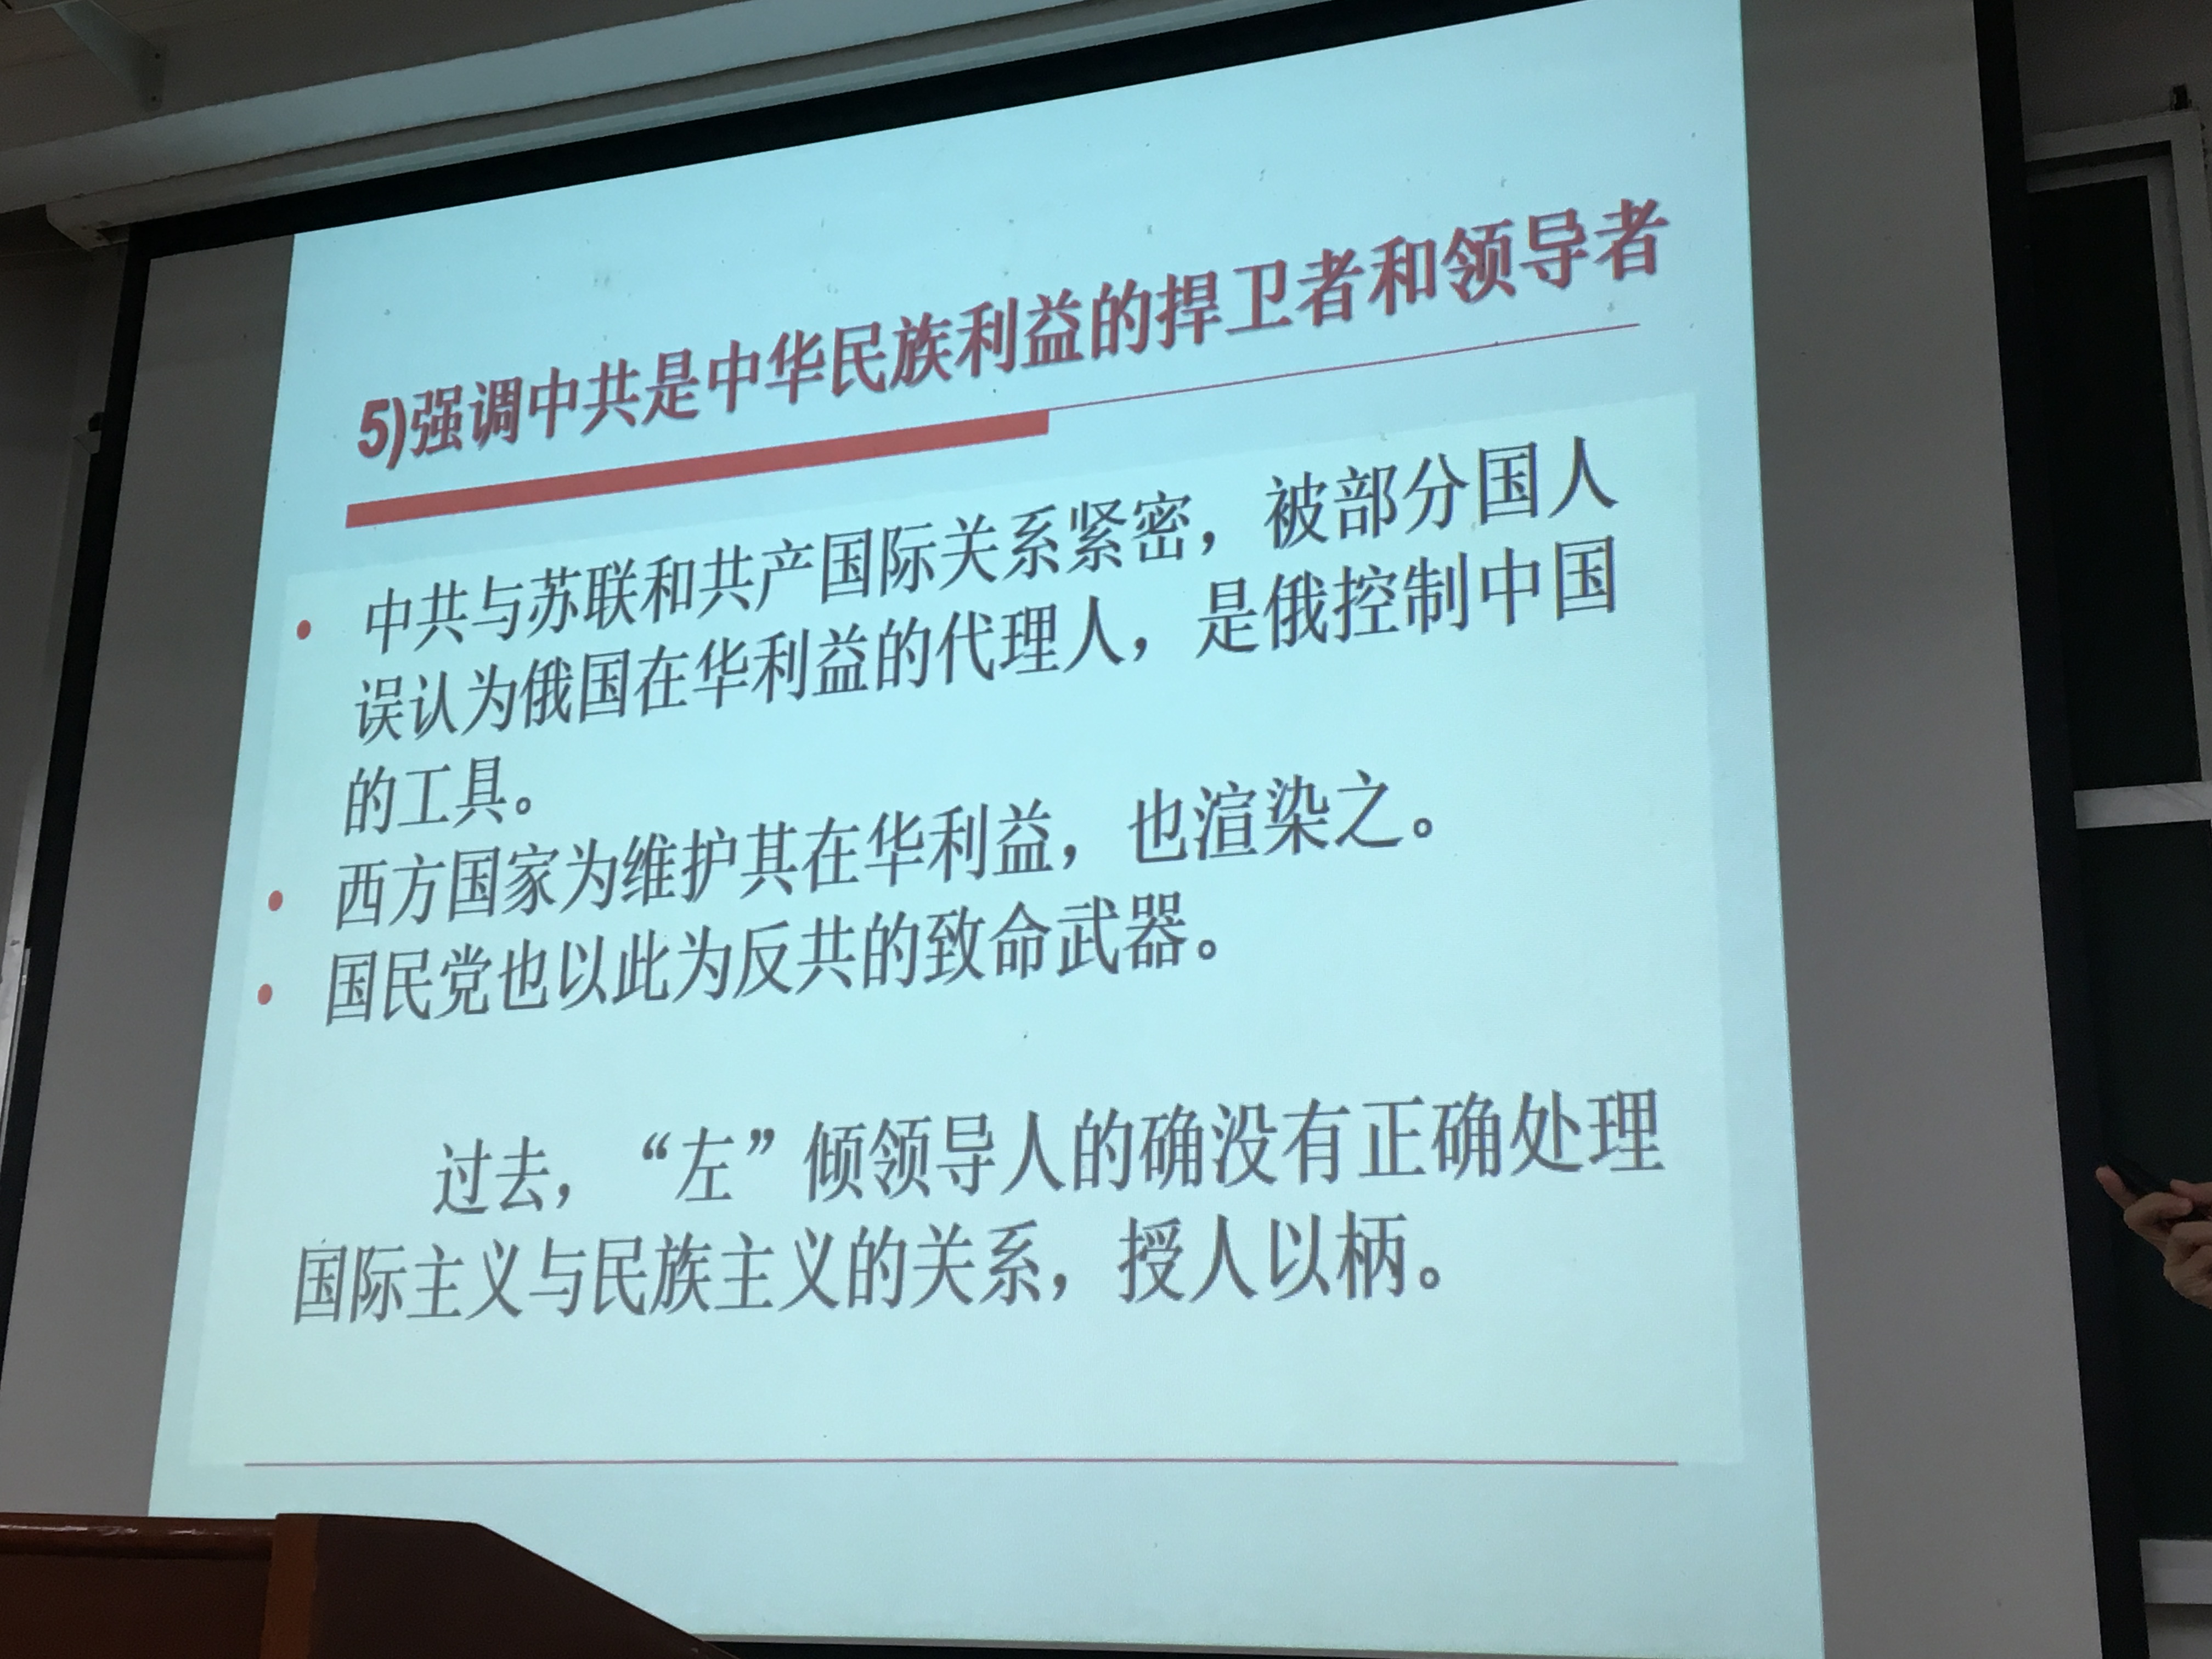 5)强调中共是中华民族利益的捍卫者和领导者
• 中共与苏联和共产国际关系紧密，被部分国人
误认为俄国在华利益的代理人，是俄控制中国
的工具。
• 西方国家为维护其在华利益，也渲染之。
• 国民党也以此为反共的致命武器。
过去，“左”倾领导人的确没有正确处理
国际主义与民族主义的关系，授人以柄。